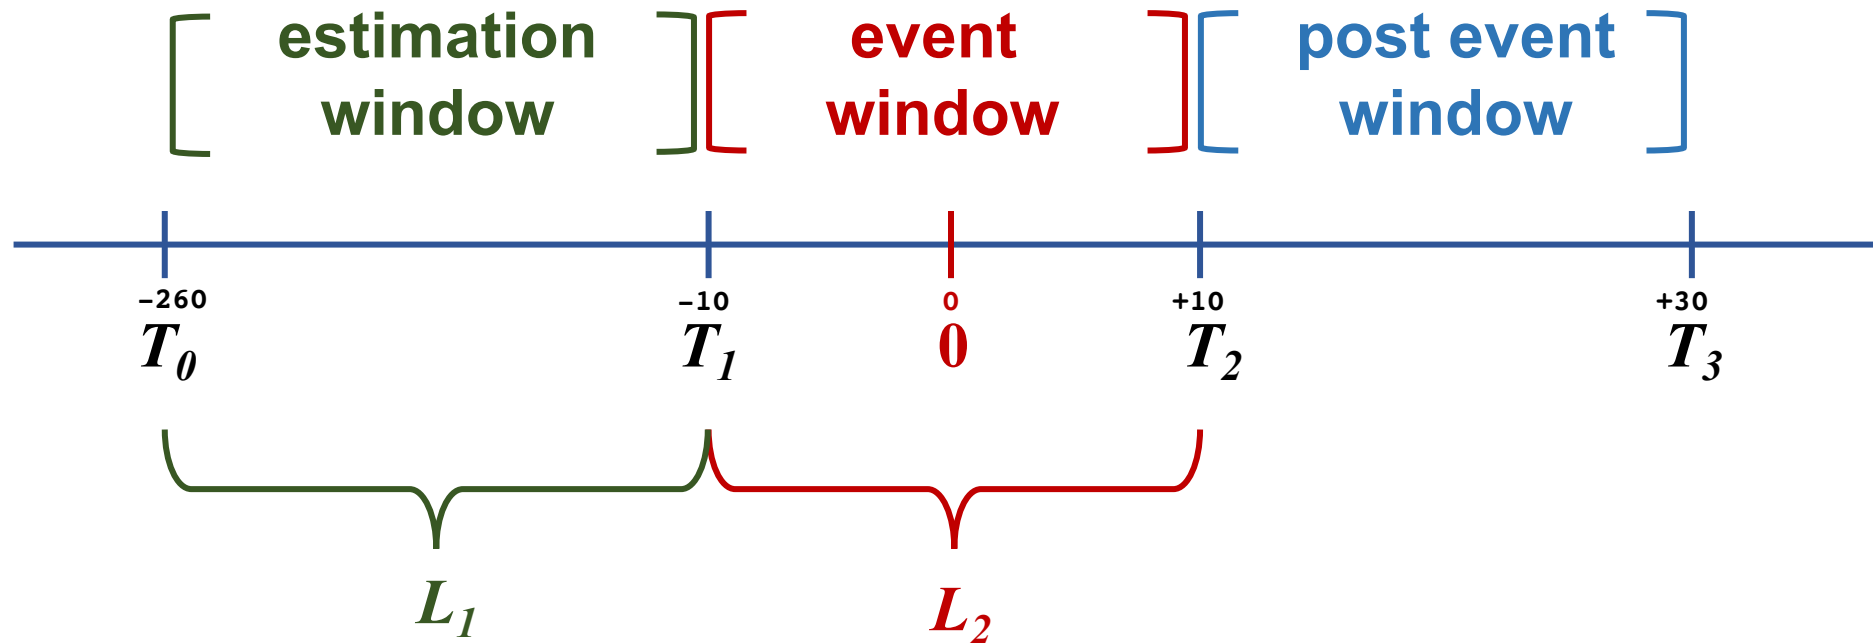 estimation
window
event
window
post event
window
-260
-10
0
+10
+30
T0
T1
0
T2
T3
L1
L2